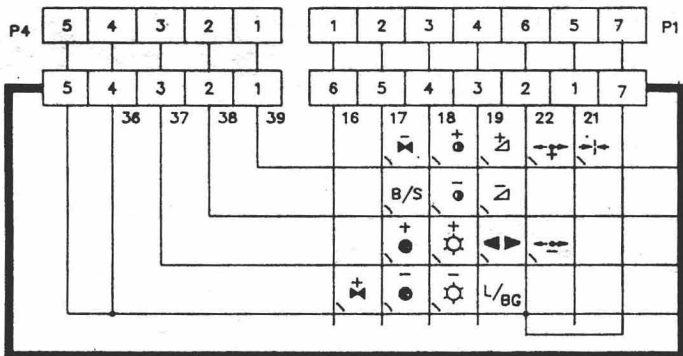 P4 5 4 3 2 1 1 2 3 4 6 5 7 P1
5 4 3 2 1 6 5 4 3 2 1 7
36 37 38 39 16 17 18 19 22 21
- + + +
B/S - -
+ + -
+ - - L/BG